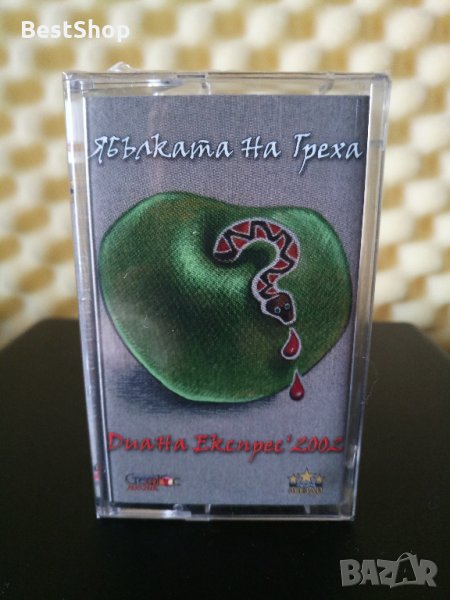 BestShop
Ябълката На Греха
Диана Експрес'2002
BAZAR